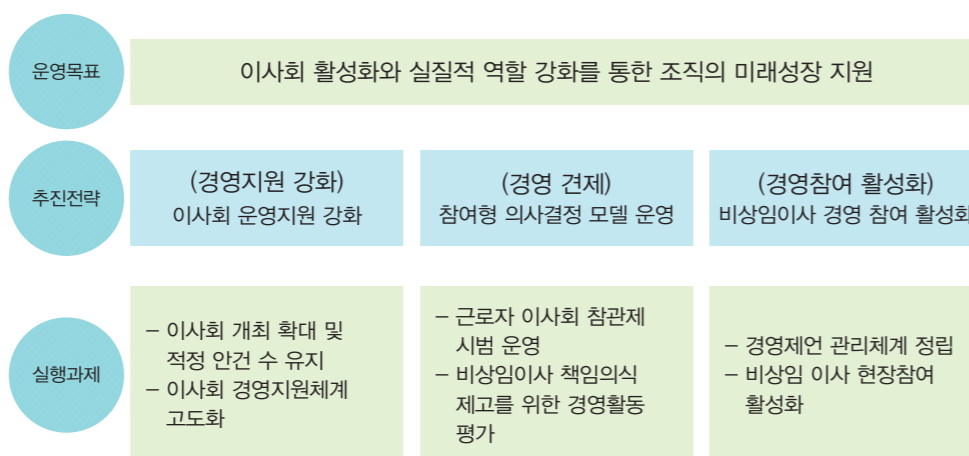 운영목표
이사회 활성화와 실질적 역할 강화를 통한 조직의 미래성장 지원
추진전략
(경영지원 강화)
이사회 운영지원 강화
(경영 견제)
참여형 의사결정 모델 운영
(경영참여 활성화)
비상임이사 경영 참여 활성화
실행과제
– 이사회 개최 확대 및
적정 안건 수 유지
– 이사회 경영지원체계
고도화
– 근로자 이사회 참관제
시범 운영
– 비상임이사 책임의식
제고를 위한 경영활동
평가
– 경영제언 관리체계 정립
– 비상임 이사 현장참여
활성화